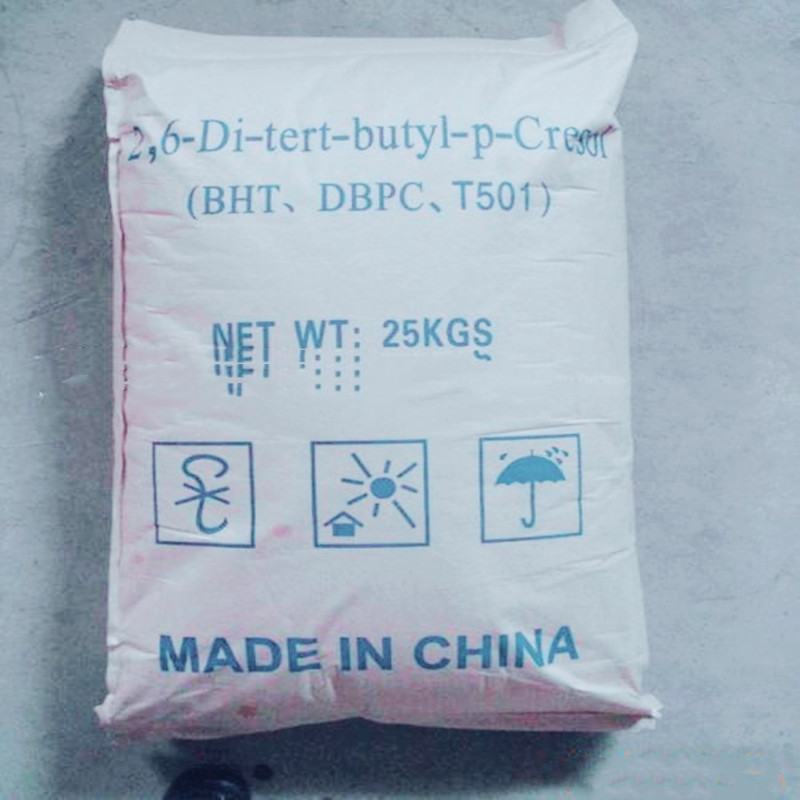 2,6-Di-tert-butyl-p-Cresol
(BHT、DBPC、T501)
NET WT: 25KGS
MADE IN CHINA